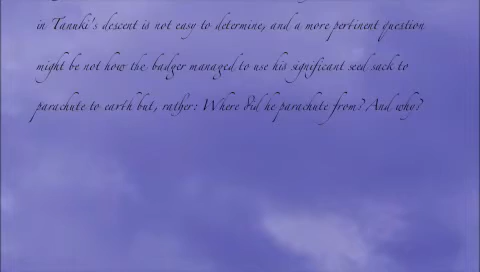 in Tanuki's descent is not easy to determine, and a more pertinent question
might be not how the badger managed to use his significant seed sack to
parachute to earth but, rather: Where did he parachute from? And why?